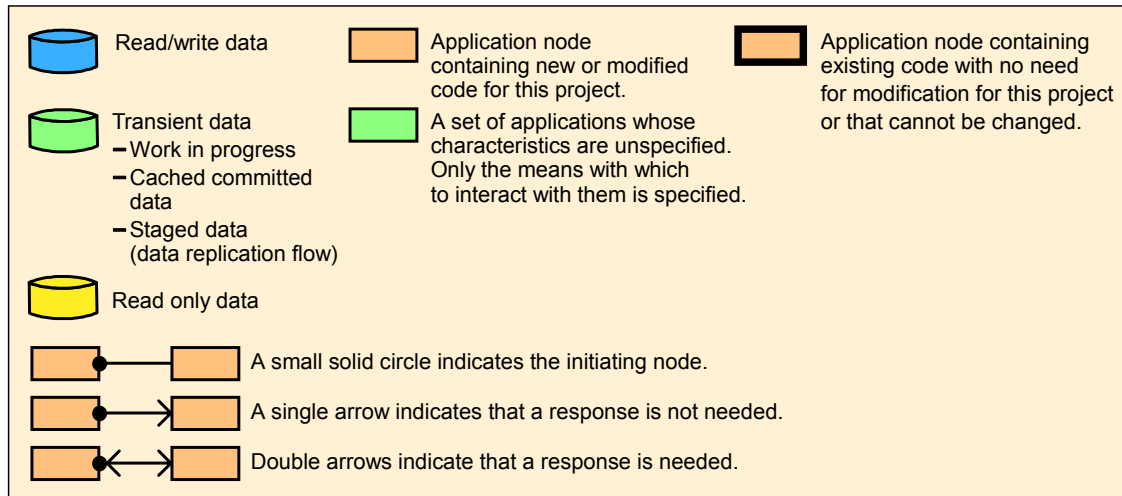 Read/write data
Application node
containing new or modified
code for this project.
Application node containing
existing code with no need
for modification for this project
or that cannot be changed.
Transient data
– Work in progress
– Cached committed
data
– Staged data
(data replication flow)
A set of applications whose
characteristics are unspecified.
Only the means with which
to interact with them is specified.
Read only data
A small solid circle indicates the initiating node.
A single arrow indicates that a response is not needed.
Double arrows indicate that a response is needed.